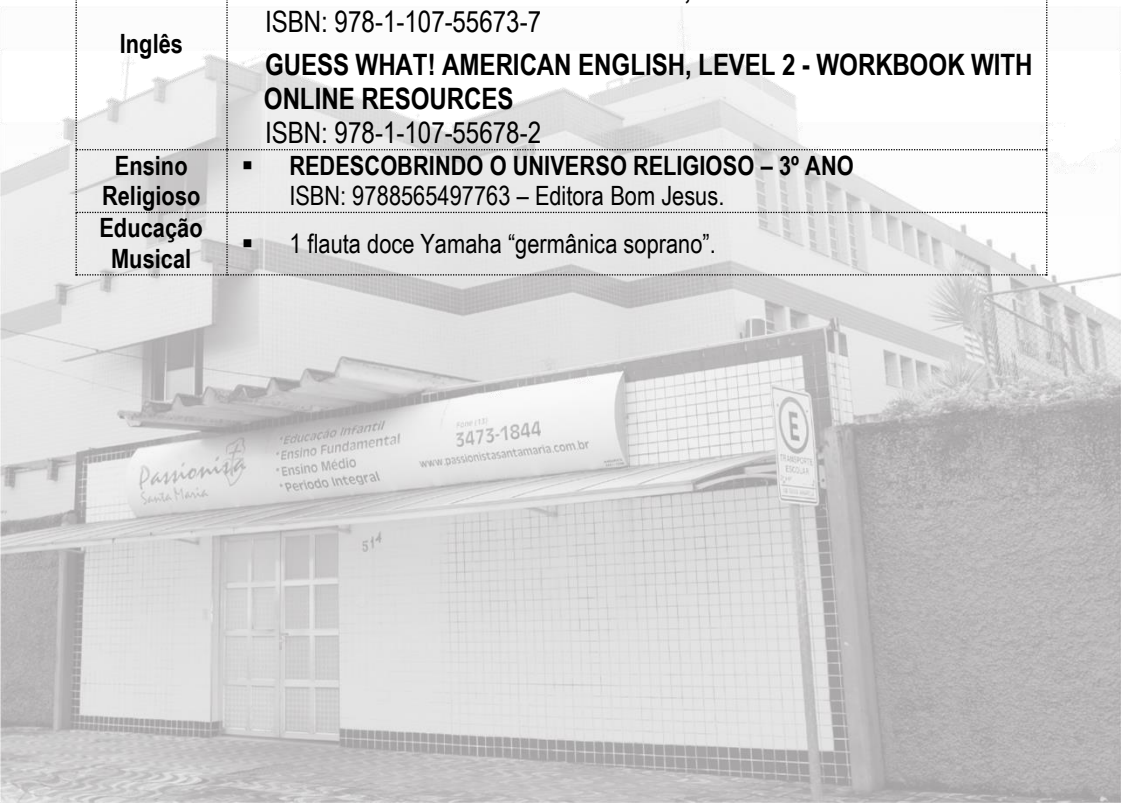 Inglês
ISBN: 978-1-107-55673-7
GUESS WHAT! AMERICAN ENGLISH, LEVEL 2 - WORKBOOK WITH
ONLINE RESOURCES
ISBN: 978-1-107-55678-2
Ensino
Religioso
▪ REDESCOBRINDO O UNIVERSO RELIGIOSO – 3º ANO
ISBN: 9788565497763 – Editora Bom Jesus.
Educação
Musical
▪ 1 flauta doce Yamaha “germânica soprano”.
Passionista
Santa Maria
*Educação Infantil
*Ensino Fundamental
*Ensino Médio
*Período Integral
3473-1844
www.passionistasantamaria.com.br
514
E
TRANSPORTE
ESCOLAR